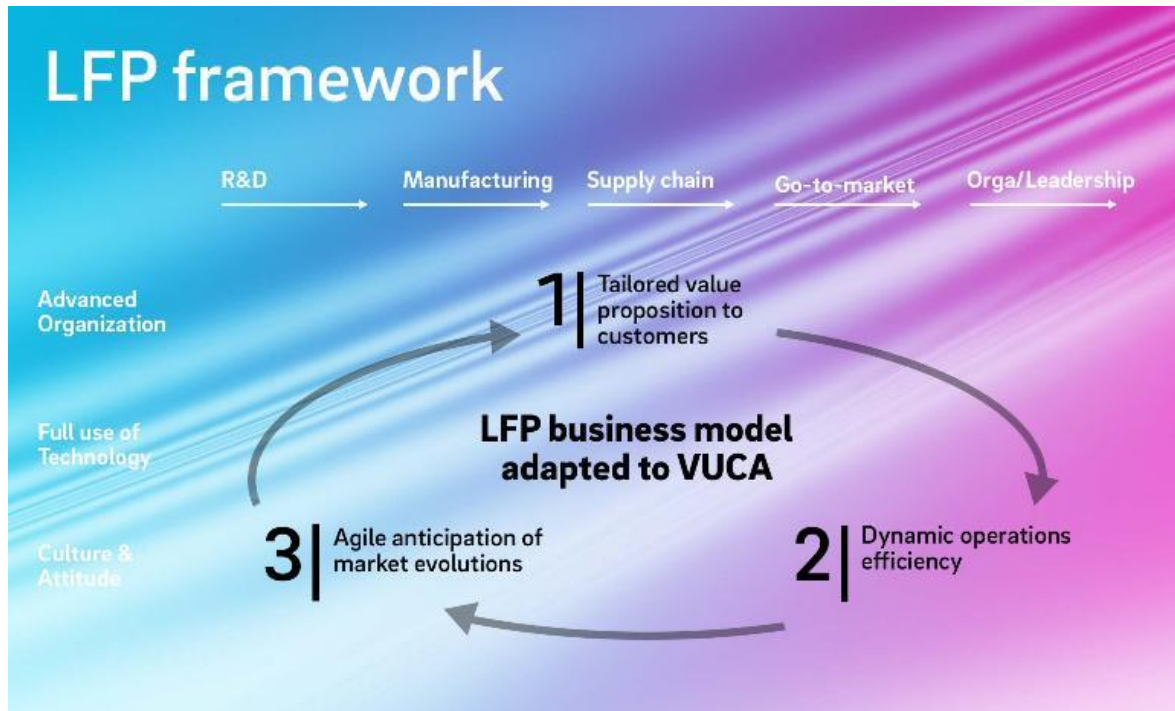 LFP framework
R&D
Manufacturing
Supply chain
Go-to-market
Orga/Leadership
Advanced
Organization
1
Tailored value
proposition to
customers
Full use of
Technology
LFP business model
adapted to VUCA
Culture &
Attitude
3
Agile anticipation of
market evolutions
2
Dynamic operations
efficiency